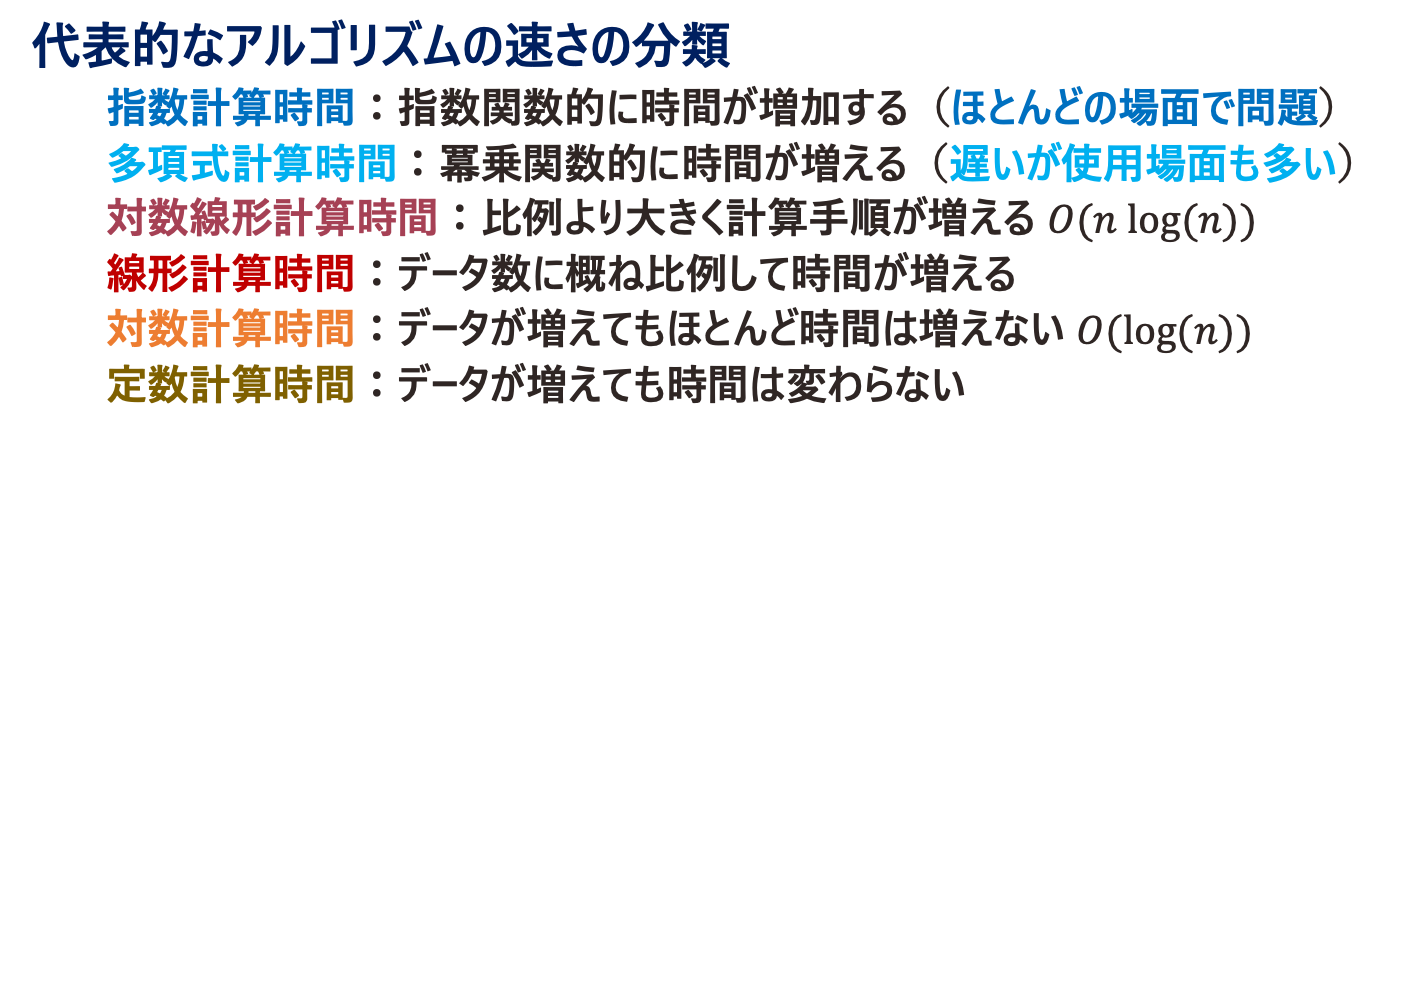 代表的なアルゴリズムの速さの分類
指数計算時間：指数関数的に時間が増加する（ほとんどの場面で問題）
多項式計算時間：冪乗関数的に時間が増える（遅いが使用場面も多い）
対数線形計算時間：比例より大きく計算手順が増える O(n log(n))
線形計算時間：データ数に概ね比例して時間が増える
対数計算時間：データが増えてもほとんど時間は増えない O(log(n))
定数計算時間：データが増えても時間は変わらない